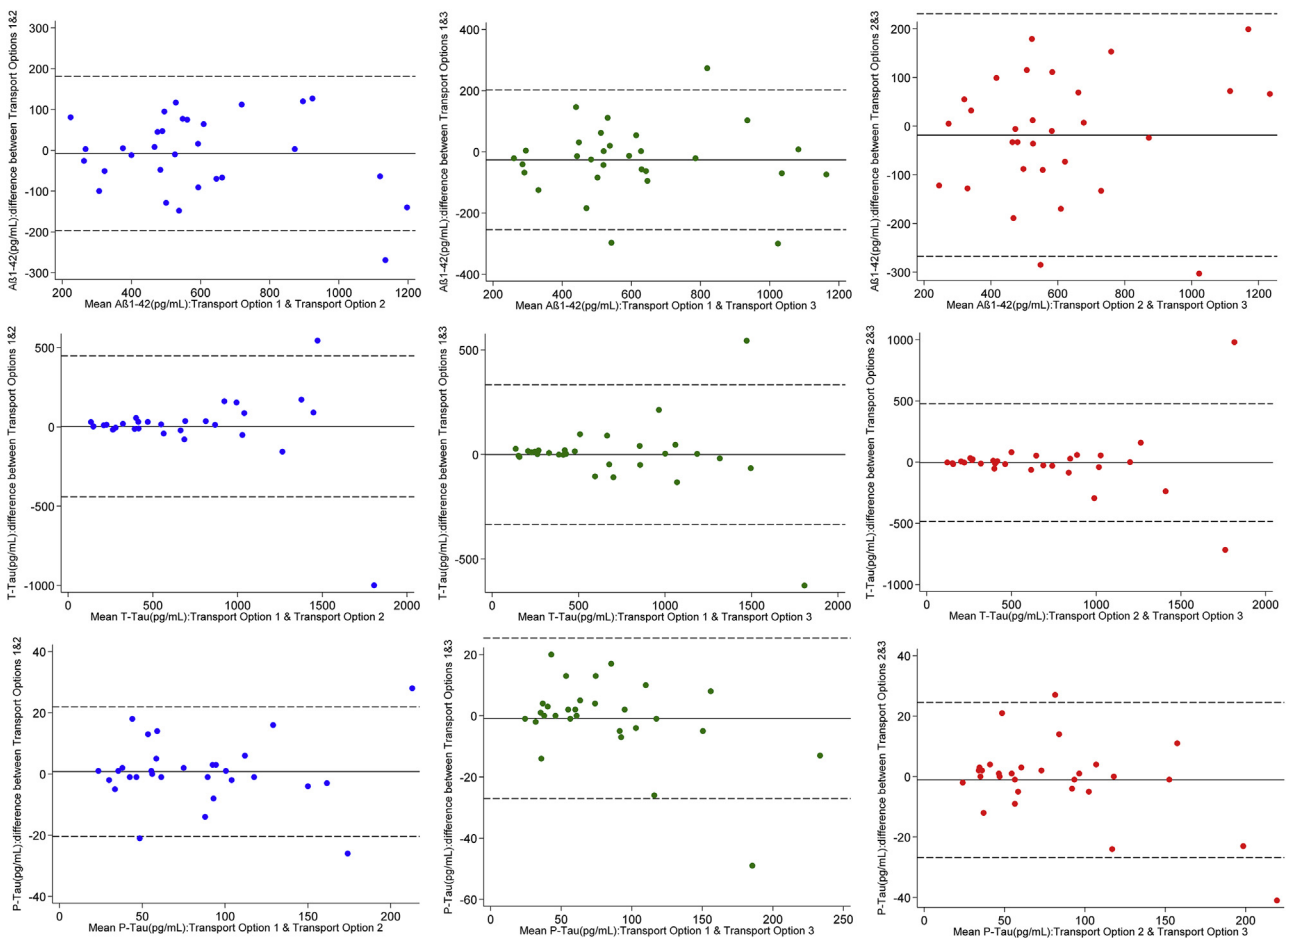 Aß1-42(pg/mL):difference between Transport Options 1&2
300
200
100
0
-100
-200
-300
200 400 600 800 1000 1200
Mean Aß1-42(pg/mL):Transport Option 1 & Transport Option 2
Aß1-42(pg/mL):difference between Transport Options 1&3
400
200
0
-200
-400
200 400 600 800 1000 1200
Mean Aß1-42(pg/mL):Transport Option 1 & Transport Option 3
Aß1-42(pg/mL):difference between Transport Options 2&3
200
100
0
-100
-200
-300
200 400 600 800 1000 1200
Mean Aß1-42(pg/mL):Transport Option 2 & Transport Option 3
T-Tau(pg/mL):difference between Transport Options 1&2
500
0
-500
-1000
0 500 1000 1500 2000
Mean T-Tau(pg/mL):Transport Option 1 & Transport Option 2
T-Tau(pg/mL):difference between Transport Options 1&3
500
0
-500
0 500 1000 1500 2000
Mean T-Tau(pg/mL):Transport Option 1 & Transport Option 3
T-Tau(pg/mL):difference between Transport Options 2&3
1000
500
0
-500
-1000
0 500 1000 1500 2000
Mean T-Tau(pg/mL):Transport Option 2 & Transport Option 3
P-Tau(pg/mL):difference between Transport Options 1&2
40
20
0
-20
-40
0 50 100 150 200
Mean P-Tau(pg/mL):Transport Option 1 & Transport Option 2
P-Tau(pg/mL):difference between Transport Options 1&3
20
0
-20
-40
-60
0 50 100 150 200 250
Mean P-Tau(pg/mL):Transport Option 1 & Transport Option 3
P-Tau(pg/mL):difference between Transport Options 2&3
40
20
0
-20
-40
0 50 100 150 200
Mean P-Tau(pg/mL):Transport Option 2 & Transport Option 3